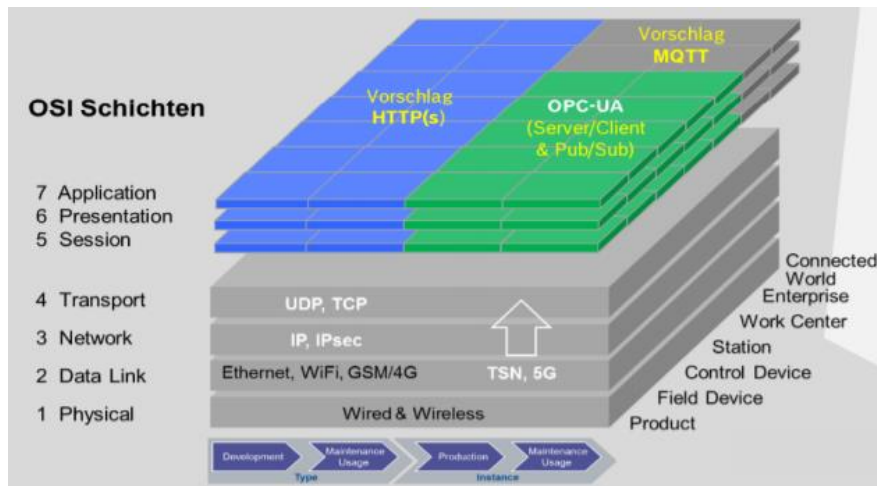 OSI Schichten
Vorschlag
MQTT
Vorschlag
HTTP(s)
OPC-UA
(Server/Client
& Pub/Sub)
7 Application
6 Presentation
5 Session
4 Transport
UDP, TCP
3 Network
IP, IPsec
2 Data Link
Ethernet, WiFi, GSM/4G
TSN, 5G
1 Physical
Wired & Wireless
Connected
World
Enterprise
Work Center
Station
Control Device
Field Device
Product
Development
Maintenance
Usage
Production
Maintenance
Usage
Type
Instance